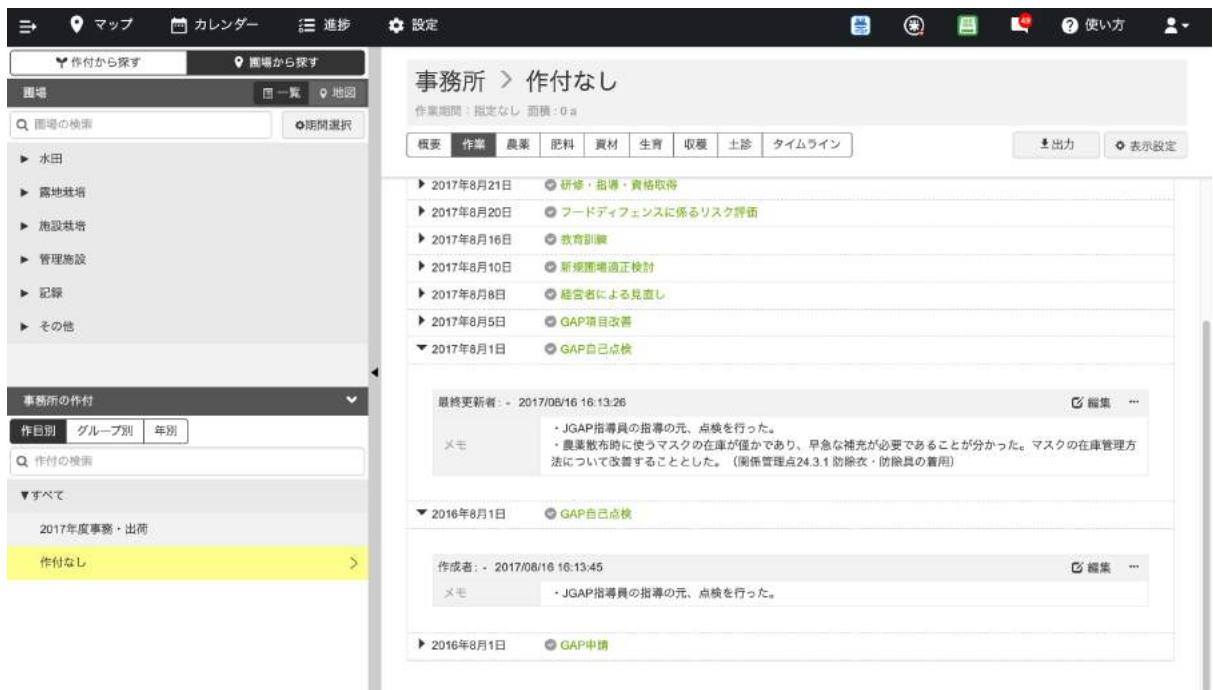 マップ
カレンダー
進捗
設定
49
使い方
作付から探す
圃場から探す
圃場
一覧
地図
圃場の検索
期間選択
水田
露地栽培
施設栽培
管理施設
記録
その他
事務所の作付
作目別 グループ別 年別
作付の検索
▼すべて
2017年度事務・出荷
作付なし
事務所 > 作付なし
作業期間：指定なし 面積：0 a
概要 作業 農薬 肥料 資材 生育 収穫 土診 タイムライン
出力
表示設定
2017年8月21日 研修・指導・資格取得
2017年8月20日 フードディフェンスに係るリスク評価
2017年8月16日 教育訓練
2017年8月10日 新規圃場適正検討
2017年8月8日 経営者による見直し
2017年8月5日 GAP項目改善
2017年8月1日 GAP自己点検
最終更新者：- 2017/08/16 16:13:26
編集 …
メモ
・JGAP指導員の指導の元、点検を行った。
・農薬散布時に使うマスクの在庫が僅かであり、早急な補充が必要であることが分かった。マスクの在庫管理方
法について改善することとした。（関係管理点24.3.1 防除衣・防除具の着用）
2016年8月1日 GAP自己点検
作成者：- 2017/08/16 16:13:45
編集 …
メモ
・JGAP指導員の指導の元、点検を行った。
2016年8月1日 GAP申請